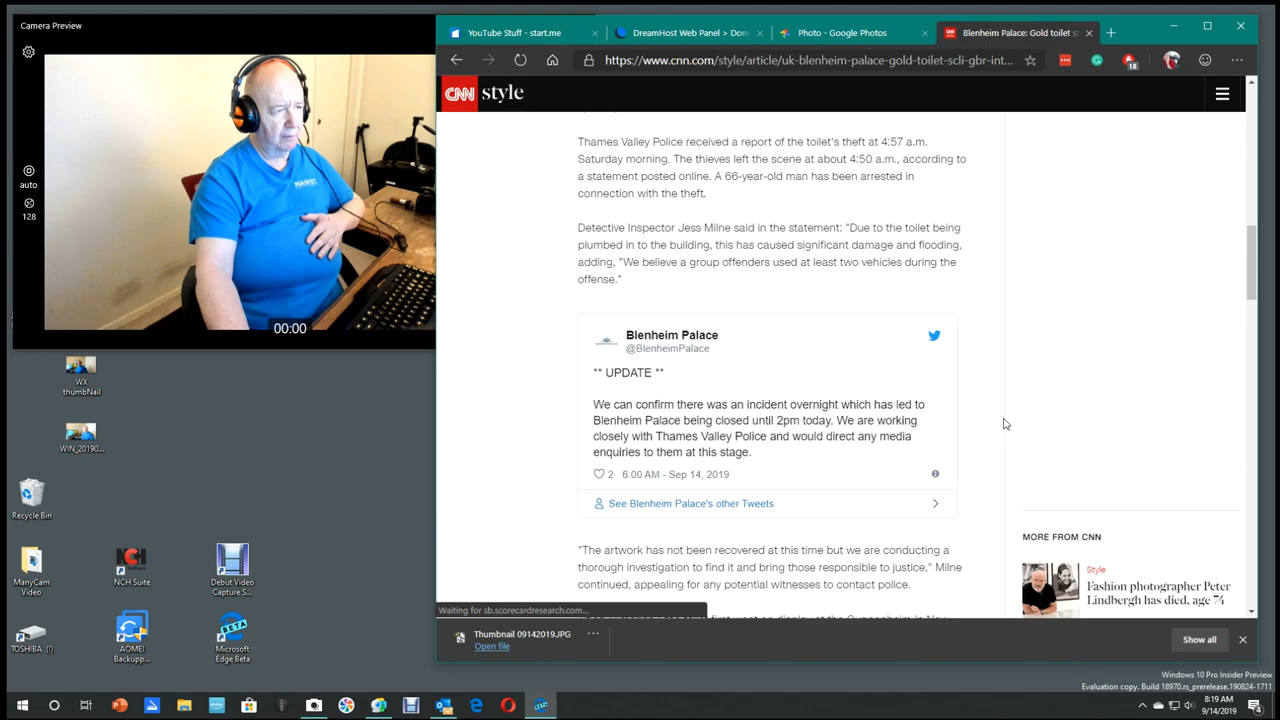 Camera Preview
auto
128
00:00
MAINST.
WX
thumbNail
WIN_20190...
Recycle Bin
ManyCam
Video
NCH Suite
Debut Video
Capture S...
TOSHIBA (I)
AOMEI
Backupp...
Microsoft
Edge Beta
BETA
YouTube Stuff - start.me
DreamHost Web Panel > Dom
Photo - Google Photos
Blenheim Palace: Gold toilet st
https://www.cnn.com/style/article/uk-blenheim-palace-gold-toilet-scli-gbr-int...
18
CNN style
Thames Valley Police received a report of the toilet's theft at 4:57 a.m.
Saturday morning. The thieves left the scene at about 4:50 a.m., according to
a statement posted online. A 66-year-old man has been arrested in
connection with the theft.
Detective Inspector Jess Milne said in the statement: "Due to the toilet being
plumbed in to the building, this has caused significant damage and flooding,
adding, "We believe a group offenders used at least two vehicles during the
offense."
Blenheim Palace
@BlenheimPalace
** UPDATE **
We can confirm there was an incident overnight which has led to
Blenheim Palace being closed until 2pm today. We are working
closely with Thames Valley Police and would direct any media
enquiries to them at this stage.
2 6:00 AM - Sep 14, 2019
See Blenheim Palace's other Tweets
"The artwork has not been recovered at this time but we are conducting a
thorough investigation to find it and bring those responsible to justice," Milne
continued, appealing for any potential witnesses to contact police.
MORE FROM CNN
Style
Fashion photographer Peter
Lindbergh has died, age 74
Waiting for sb.scorecardresearch.com...
Thumbnail 09142019.JPG
Open file
Show all
Windows 10 Pro Insider Preview
Evaluation copy. Build 18970.rs_prerelease.190824-1711
8:19 AM
9/14/2019
4